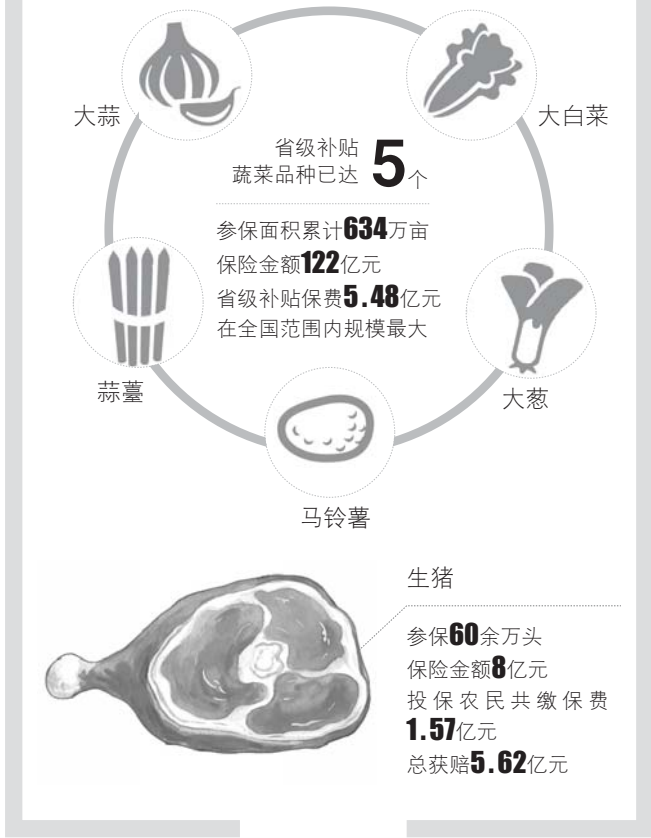 大蒜
大白菜
省级补贴
蔬菜品种已达 5个
参保面积累计634万亩
保险金额122亿元
省级补贴保费5.48亿元
在全国范围内规模最大
蒜薹
大葱
马铃薯
生猪
参保60余万头
保险金额8亿元
投保农民共缴保费
1.57亿元
总获赔5.62亿元